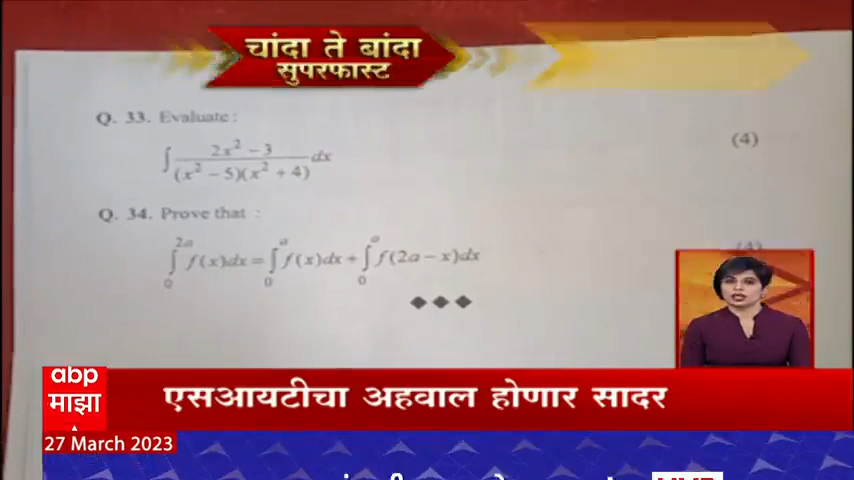 चांदा ते बांदा
सुपरफास्ट
Q. 33. Evaluate :
∫ (2x² – 3)/((x² – 5)(x² + 4)) dx (4)
Q. 34. Prove that :
∫₀²ᵃ f(x)dx = ∫₀ᵃ f(x)dx + ∫₀ᵃ f(2a – x)dx (4)
abp
माझा
एसआयटीचा अहवाल होणार सादर
27 March 2023